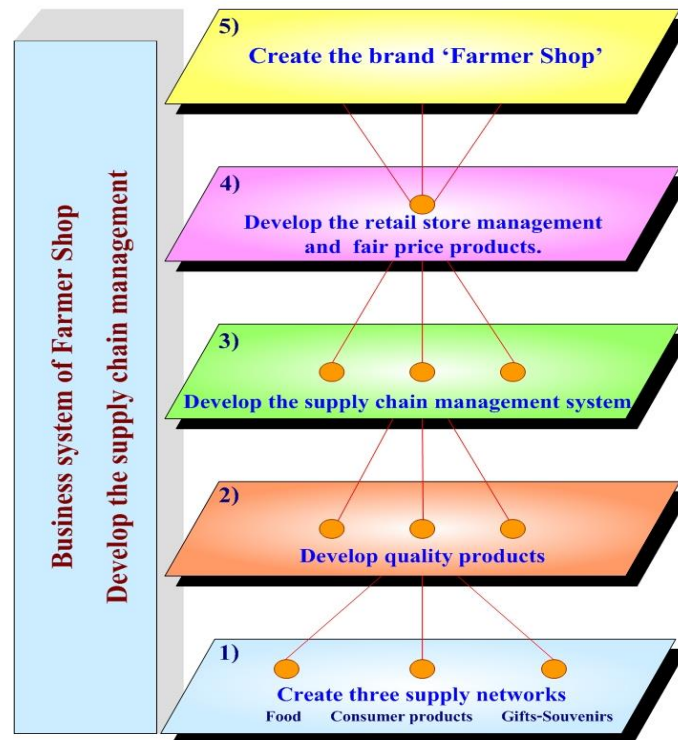 Business system of Farmer Shop
Develop the supply chain management
5)
Create the brand ‘Farmer Shop’
4)
Develop the retail store management
and fair price products.
3)
Develop the supply chain management system
2)
Develop quality products
1)
Create three supply networks
Food Consumer products Gifts-Souvenirs